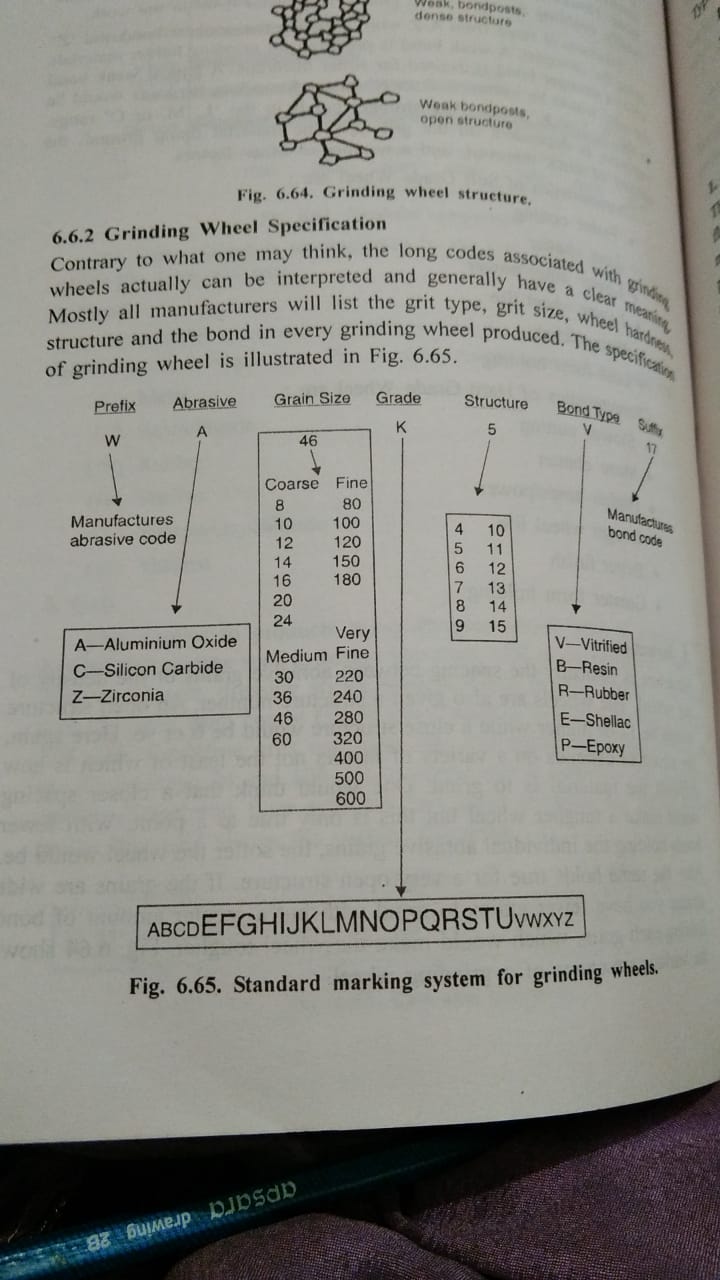 Weak, bondposts,
dense structure
Weak bondposts,
open structure
Fig. 6.64. Grinding wheel structure.
6.6.2 Grinding Wheel Specification
Contrary to what one may think, the long codes associated with grinding
wheels actually can be interpreted and generally have a clear meaning.
Mostly all manufacturers will list the grit type, grit size, wheel hardness,
structure and the bond in every grinding wheel produced. The specification
of grinding wheel is illustrated in Fig. 6.65.
Prefix Abrasive Grain Size Grade Structure Bond Type Suffix
W A 46 K 5 V 17
Manufactures
abrasive code
Coarse Fine
8 80
10 100
12 120
14 150
16 180
20
24
Very
Medium Fine
30 220
36 240
46 280
60 320
400
500
600
4 10
5 11
6 12
7 13
8 14
9 15
Manufactures
bond code
A—Aluminium Oxide
C—Silicon Carbide
Z—Zirconia
V—Vitrified
B—Resin
R—Rubber
E—Shellac
P—Epoxy
ABCDEFGHIJKLMNOPQRSTUVWXYZ
Fig. 6.65. Standard marking system for grinding wheels.
apsara drawing 2B